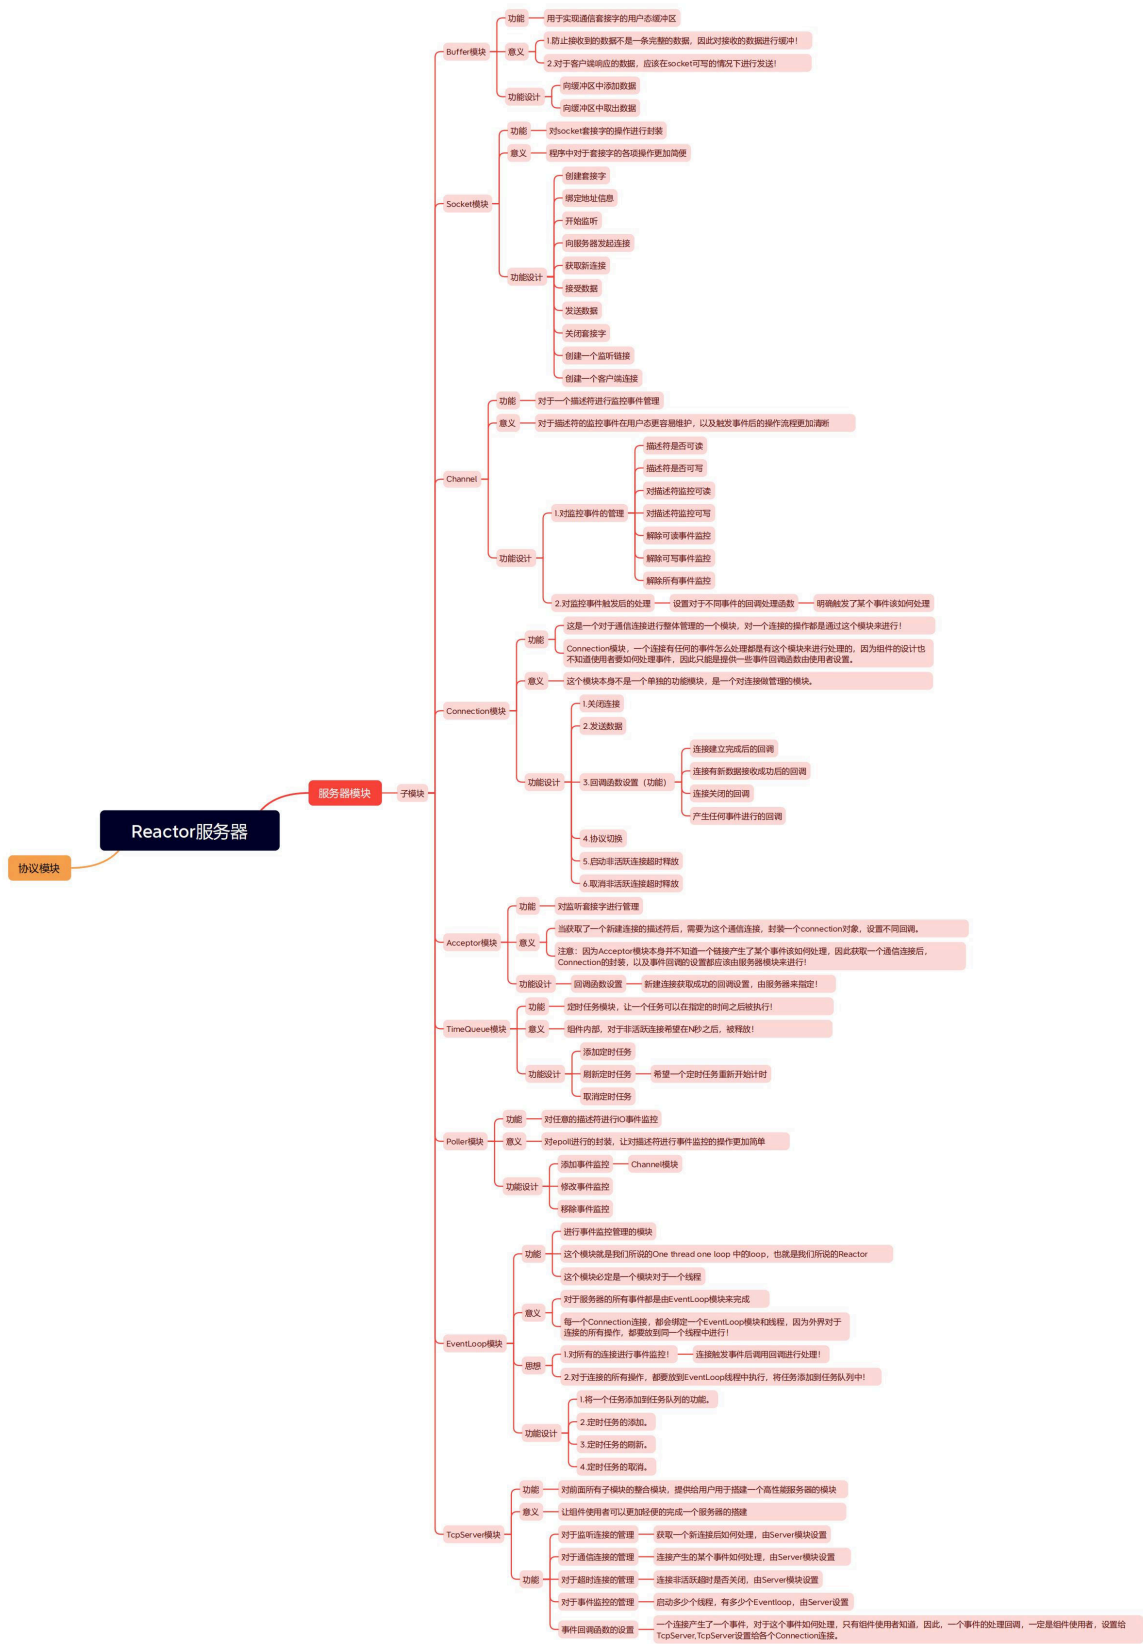 Reactor服务器
协议模块
服务器模块
子模块
Buffer模块
功能
用于实现通信套接字的用户态缓冲区
意义
1.防止接收到的数据不是一条完整的数据，因此对接收的数据进行缓冲！
2.对于客户端响应的数据，应该在socket可写的情况下进行发送！
功能设计
向缓冲区中添加数据
向缓冲区中取出数据
Socket模块
功能
对socket套接字的操作进行封装
意义
程序中对于套接字的各项操作更加简便
功能设计
创建套接字
绑定地址信息
开始监听
向服务器发起连接
获取新连接
接受数据
发送数据
关闭套接字
创建一个监听链接
创建一个客户端连接
Channel
功能
对于一个描述符进行监控事件管理
意义
对于描述符的监控事件在用户态更容易维护，以及触发事件后的操作流程更加清晰
功能设计
1.对监控事件的管理
描述符是否可读
描述符是否可写
对描述符监控可读
对描述符监控可写
解除可读事件监控
解除可写事件监控
解除所有事件监控
2.对监控事件触发后的处理
设置对于不同事件的回调处理函数
明确触发了某个事件该如何处理
Connection模块
功能
这是一个对于通信连接进行整体管理的一个模块，对一个连接的操作都是通过这个模块来进行！
Connection模块，一个连接有任何的事件怎么处理都是有这个模块来进行处理的，因为组件的设计也
不知道使用者要如何处理事件，因此只能是提供一些事件回调函数由使用者设置。
意义
这个模块本身不是一个单独的功能模块，是一个对连接做管理的模块。
功能设计
1.关闭连接
2.发送数据
3.回调函数设置（功能）
连接建立完成后的回调
连接有新数据接收成功后的回调
连接关闭的回调
产生任何事件进行的回调
4.协议切换
5.启动非活跃连接超时释放
6.取消非活跃连接超时释放
Acceptor模块
功能
对监听套接字进行管理
意义
当获取了一个新建连接的描述符后，需要为这个通信连接，封装一个connection对象，设置不同回调。
注意：因为Acceptor模块本身并不知道一个链接产生了某个事件该如何处理，因此获取一个通信连接后，
Connection的封装，以及事件回调的设置都应该由服务器模块来进行！
功能设计
回调函数设置
新建连接获取成功的回调设置，由服务器来指定！
TimeQueue模块
功能
定时任务模块，让一个任务可以在指定的时间之后被执行！
意义
组件内部，对于非活跃连接希望在N秒之后，被释放！
功能设计
添加定时任务
刷新定时任务
希望一个定时任务重新开始计时
取消定时任务
Poller模块
功能
对任意的描述符进行IO事件监控
意义
对epoll进行的封装，让对描述符进行事件监控的操作更加简单
功能设计
添加事件监控
Channel模块
修改事件监控
移除事件监控
EventLoop模块
功能
进行事件监控管理的模块
这个模块就是我们所说的One thread one loop 中的loop，也就是我们所说的Reactor
这个模块必定是一个模块对于一个线程
意义
对于服务器的所有事件都是由EventLoop模块来完成
每一个Connection连接，都会绑定一个EventLoop模块和线程，因为外界对于
连接的所有操作，都要放到同一个线程中进行！
思想
1.对所有的连接进行事件监控！
连接触发事件后调用回调进行处理！
2.对于连接的所有操作，都要放到EventLoop线程中执行，将任务添加到任务队列中！
功能设计
1.将一个任务添加到任务队列的功能。
2.定时任务的添加。
3.定时任务的刷新。
4.定时任务的取消。
TcpServer模块
功能
对前面所有子模块的整合模块，提供给用户用于搭建一个高性能服务器的模块
意义
让组件使用者可以更加轻便的完成一个服务器的搭建
功能
对于监听连接的管理
获取一个新连接后如何处理，由Server模块设置
对于通信连接的管理
连接产生的某个事件如何处理，由Server模块设置
对于超时连接的管理
连接非活跃超时是否关闭，由Server模块设置
对于事件监控的管理
启动多少个线程，有多少个Eventloop，由Server设置
事件回调函数的设置
一个连接产生了一个事件，对于这个事件如何处理，只有组件使用者知道，因此，一个事件的处理回调，一定是组件使用者，设置给
TcpServer,TcpServer设置给各个Connection连接。